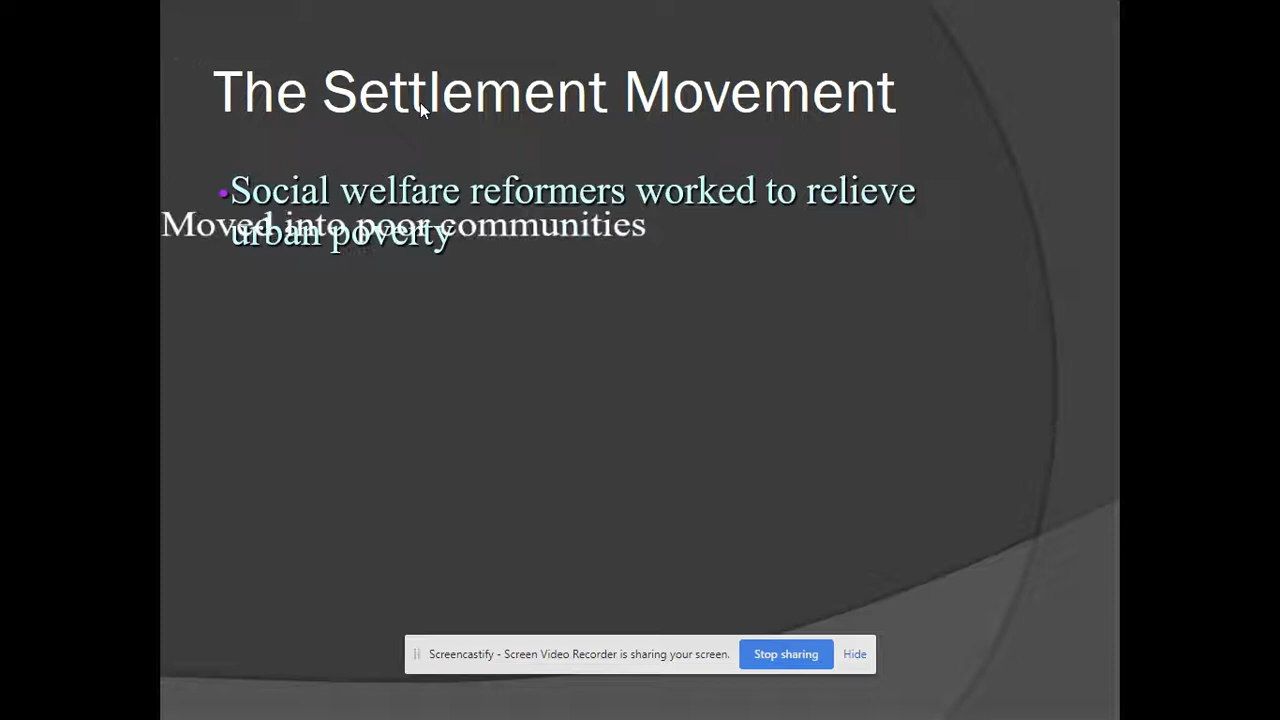 The Settlement Movement
•Social welfare reformers worked to relieve
urban poverty
Moved into poor communities
Screencastify - Screen Video Recorder is sharing your screen. Stop sharing Hide